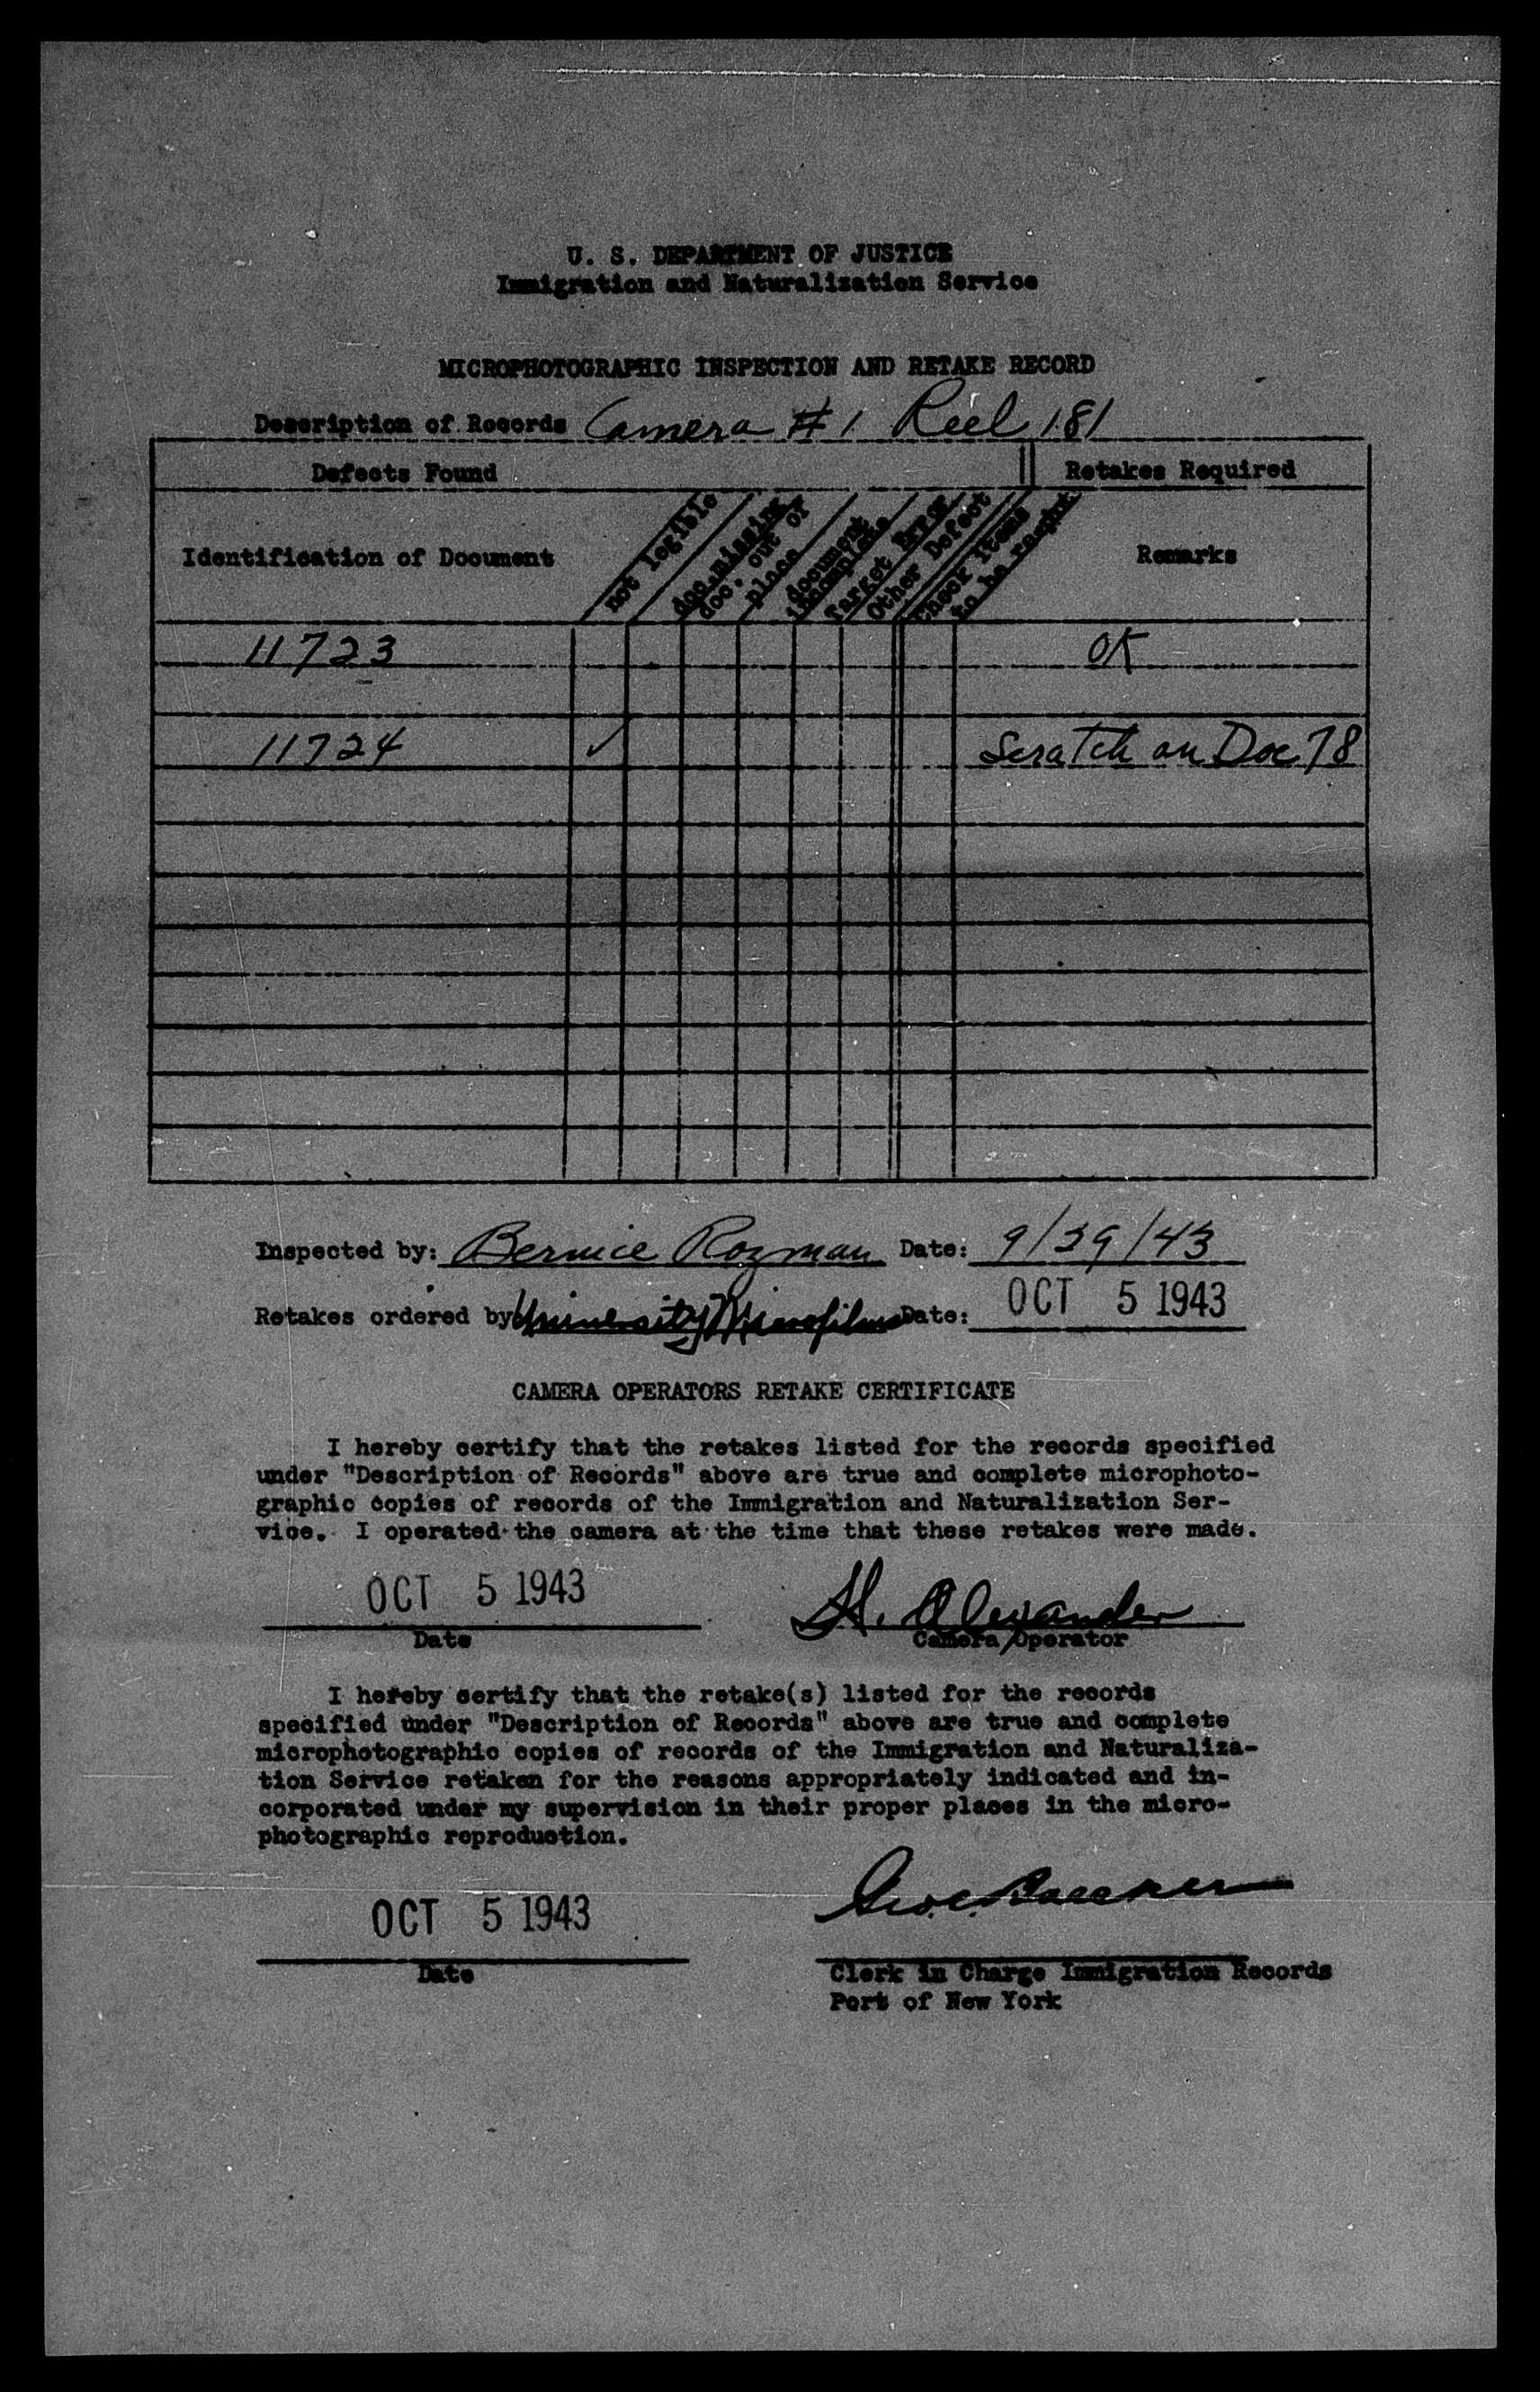 U. S. DEPARTMENT OF JUSTICE
Immigration and Naturalization Service
MICROPHOTOGRAPHIC INSPECTION AND RETAKE RECORD
Description of Records Camera #1 Reel 181
Defects Found Retakes Required
Identification of Document
not legible
doc. missing
doc. out of
place
document
incomplete
Target Error
Other Defect
Check items
to be
Remarks
11723 OK
11724 ✓ Scratch on Doc 78
Inspected by: Bernice Rozman Date: 9/29/43
Retakes ordered by University Microfilms Date: OCT 5 1943
CAMERA OPERATORS RETAKE CERTIFICATE
I hereby certify that the retakes listed for the records specified
under "Description of Records" above are true and complete microphoto-
graphic copies of records of the Immigration and Naturalization Ser-
vice. I operated the camera at the time that these retakes were made.
OCT 5 1943 H. Alexander
Date Camera Operator
I hereby certify that the retake(s) listed for the records
specified under "Description of Records" above are true and complete
microphotographic copies of records of the Immigration and Naturaliza-
tion Service retaken for the reasons appropriately indicated and in-
corporated under my supervision in their proper places in the micro-
photographic reproduction.
OCT 5 1943
Date Clerk in Charge Immigration Records
Port of New York